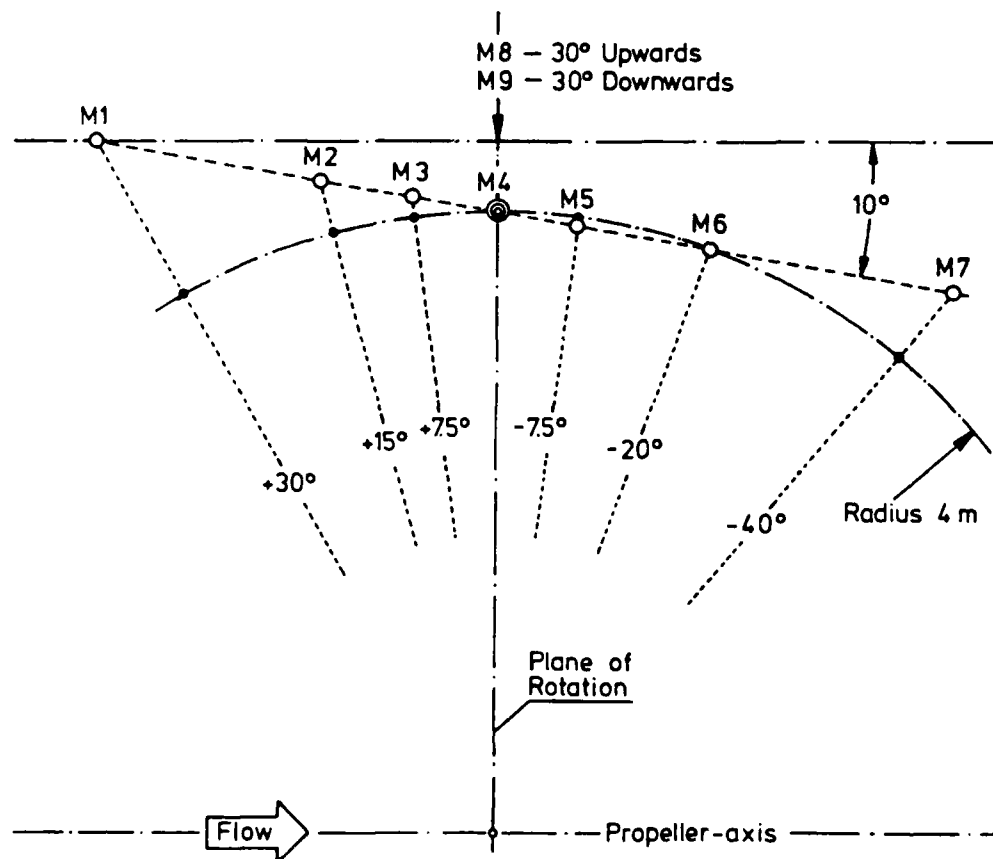 M8 – 30° Upwards
M9 – 30° Downwards
M1
M2
M3
M4
M5
M6
M7
10°
+30°
+15°
+7.5°
-7.5°
-20°
-40°
Radius 4 m
Plane of
Rotation
Flow
Propeller-axis